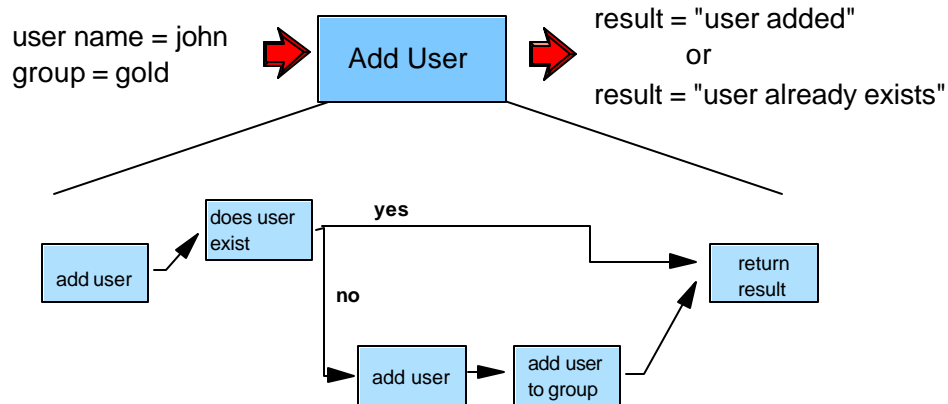 user name = john
group = gold
Add User
result = "user added"
or
result = "user already exists"
does user
exist
yes
add user
return
result
no
add user
add user
to group